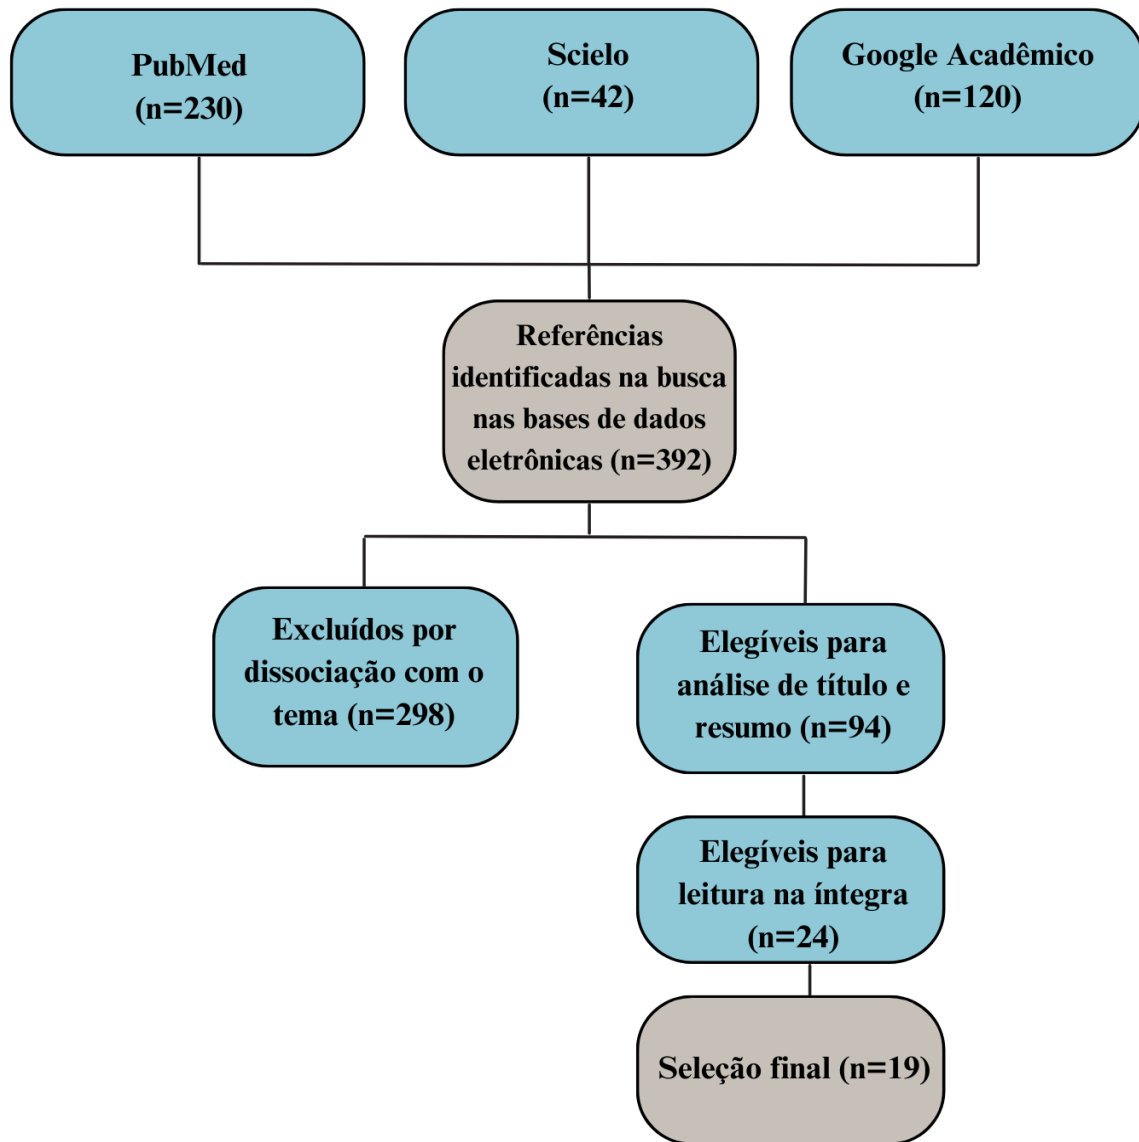 PubMed
(n=230)
Scielo
(n=42)
Google Acadêmico
(n=120)
Referências
identificadas na busca
nas bases de dados
eletrônicas (n=392)
Excluídos por
dissociação com o
tema (n=298)
Elegíveis para
análise de título e
resumo (n=94)
Elegíveis para
leitura na íntegra
(n=24)
Seleção final (n=19)